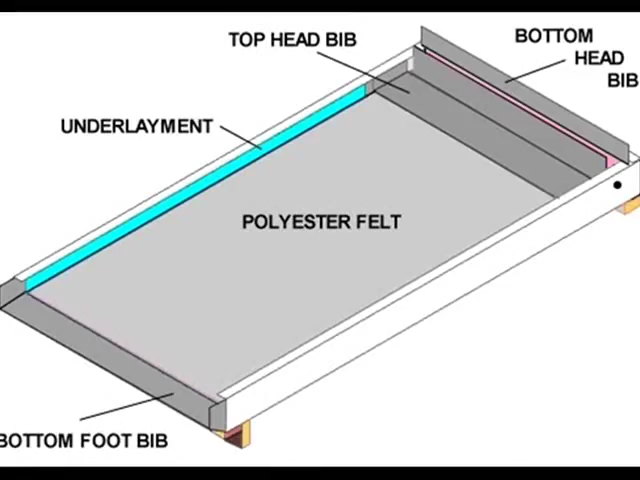 TOP HEAD BIB
BOTTOM
HEAD
BIB
UNDERLAYMENT
POLYESTER FELT
BOTTOM FOOT BIB